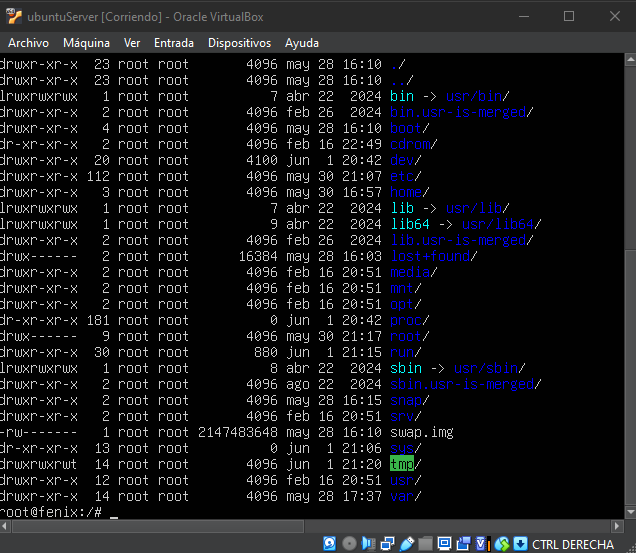 ubuntuServer [Corriendo] - Oracle VirtualBox
Archivo Máquina Ver Entrada Dispositivos Ayuda
drwxr-xr-x 23 root root 4096 may 28 16:10 ./
drwxr-xr-x 23 root root 4096 may 28 16:10 ../
lrwxrwxrwx 1 root root 7 abr 22 2024 bin -> usr/bin/
drwxr-xr-x 2 root root 4096 feb 26 2024 bin.usr-is-merged/
drwxr-xr-x 4 root root 4096 may 28 16:10 boot/
dr-xr-xr-x 2 root root 4096 feb 16 22:49 cdrom/
drwxr-xr-x 20 root root 4100 jun 1 20:42 dev/
drwxr-xr-x 112 root root 4096 may 30 21:07 etc/
drwxr-xr-x 3 root root 4096 may 30 16:57 home/
lrwxrwxrwx 1 root root 7 abr 22 2024 lib -> usr/lib/
lrwxrwxrwx 1 root root 9 abr 22 2024 lib64 -> usr/lib64/
drwxr-xr-x 2 root root 4096 feb 26 2024 lib.usr-is-merged/
drwx------ 2 root root 16384 may 28 16:03 lost+found/
drwxr-xr-x 2 root root 4096 feb 16 20:51 media/
drwxr-xr-x 2 root root 4096 feb 16 20:51 mnt/
drwxr-xr-x 2 root root 4096 feb 16 20:51 opt/
dr-xr-xr-x 181 root root 0 jun 1 20:42 proc/
drwx------ 9 root root 4096 may 30 21:17 root/
drwxr-xr-x 30 root root 880 jun 1 21:15 run/
lrwxrwxrwx 1 root root 8 abr 22 2024 sbin -> usr/sbin/
drwxr-xr-x 2 root root 4096 ago 22 2024 sbin.usr-is-merged/
drwxr-xr-x 2 root root 4096 may 28 16:15 snap/
drwxr-xr-x 2 root root 4096 feb 16 20:51 srv/
-rw------- 1 root root 2147483648 may 28 16:10 swap.img
dr-xr-xr-x 13 root root 0 jun 1 21:06 sys/
drwxrwxrwt 14 root root 4096 jun 1 21:20 tmp/
drwxr-xr-x 12 root root 4096 feb 16 20:51 usr/
drwxr-xr-x 14 root root 4096 may 28 17:37 var/
root@fenix:/# _
CTRL DERECHA